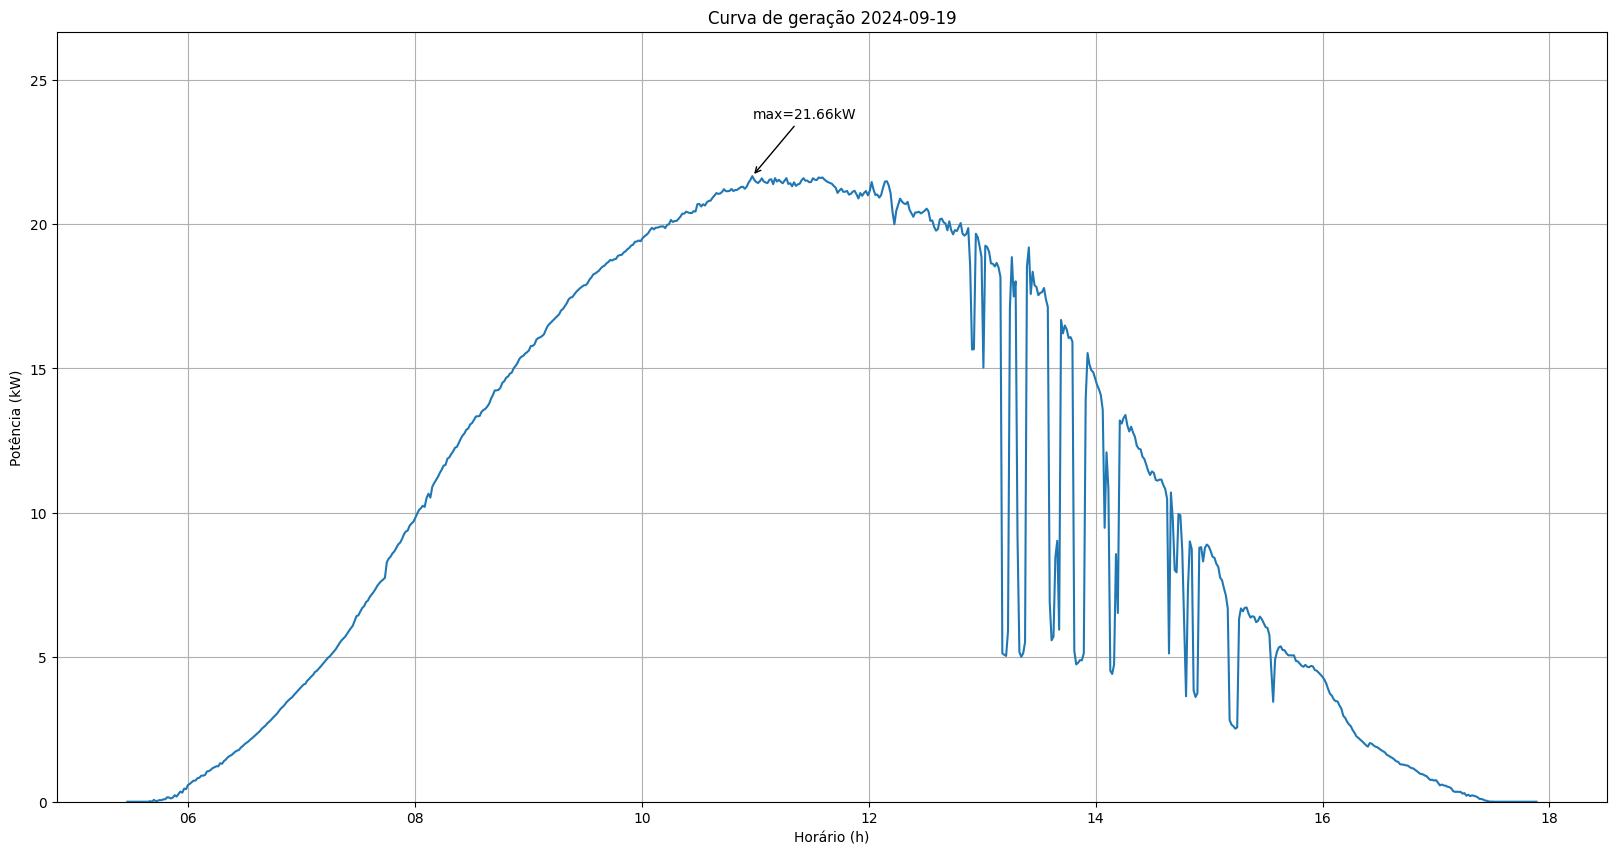 Curva de geração 2024-09-19
25
max=21.66kW
20
15
Potência (kW)
10
5
0
06 08 10 12 14 16 18
Horário (h)